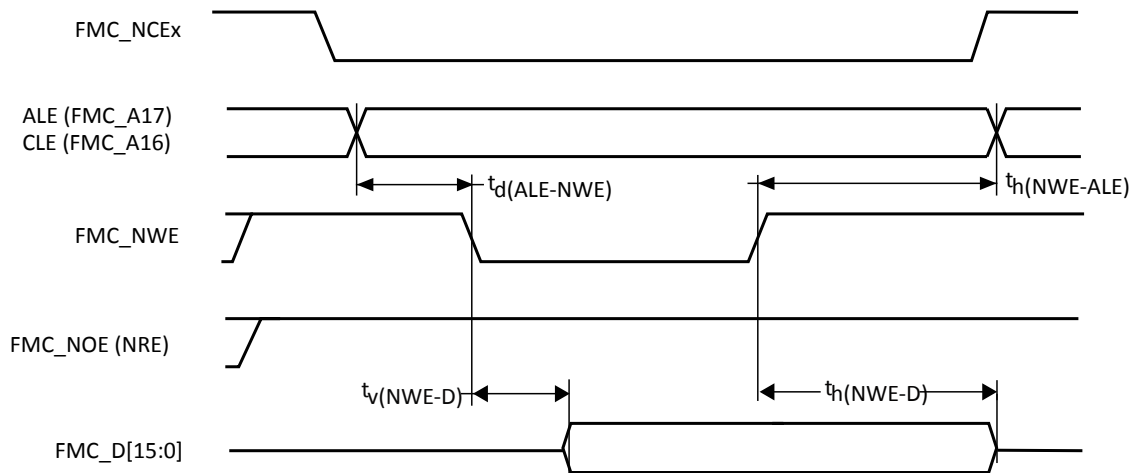 FMC_NCEx
ALE (FMC_A17)
CLE (FMC_A16)
td(ALE-NWE)
th(NWE-ALE)
FMC_NWE
FMC_NOE (NRE)
tv(NWE-D)
th(NWE-D)
FMC_D[15:0]